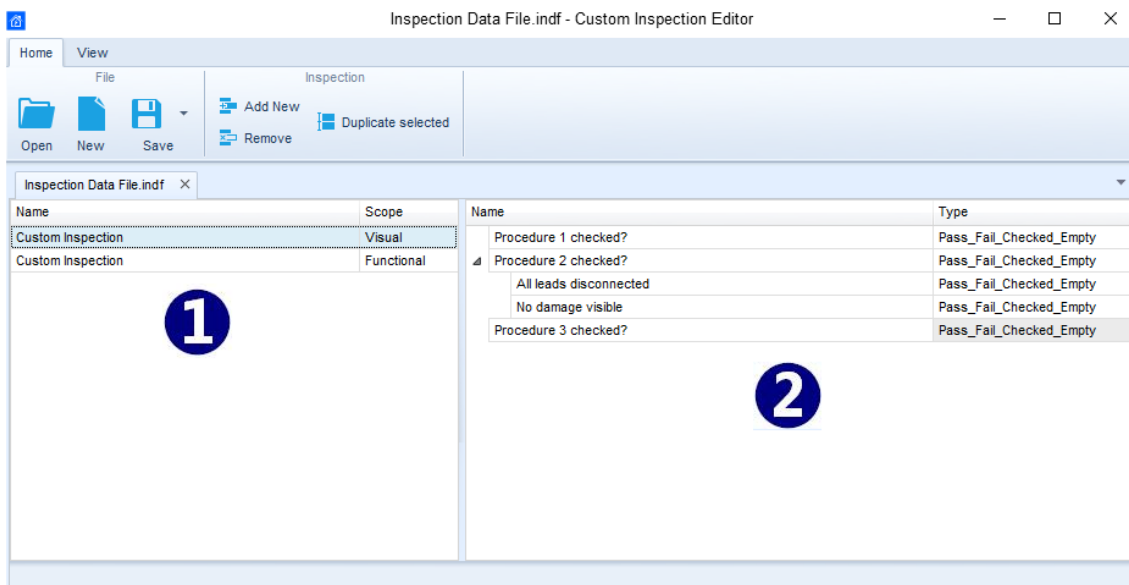 Inspection Data File.indf - Custom Inspection Editor
Home View
File Inspection
Open New Save Add New Remove Duplicate selected
Inspection Data File.indf
Name Scope
Custom Inspection Visual
Custom Inspection Functional
1
Name Type
Procedure 1 checked? Pass_Fail_Checked_Empty
Procedure 2 checked? Pass_Fail_Checked_Empty
All leads disconnected Pass_Fail_Checked_Empty
No damage visible Pass_Fail_Checked_Empty
Procedure 3 checked? Pass_Fail_Checked_Empty
2